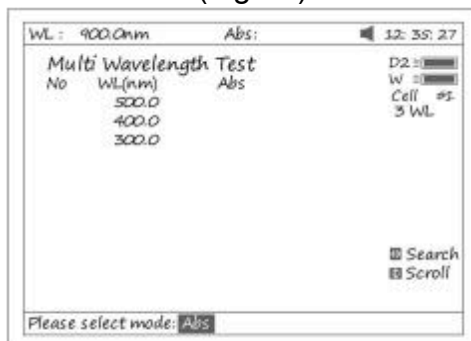 WL: 900.0nm Abs: 12:35:27
Multi Wavelength Test
No WL(nm) Abs
500.0
400.0
300.0
D2:
W :
Cell #1
3 WL
Search
Scroll
Please select mode: Abs